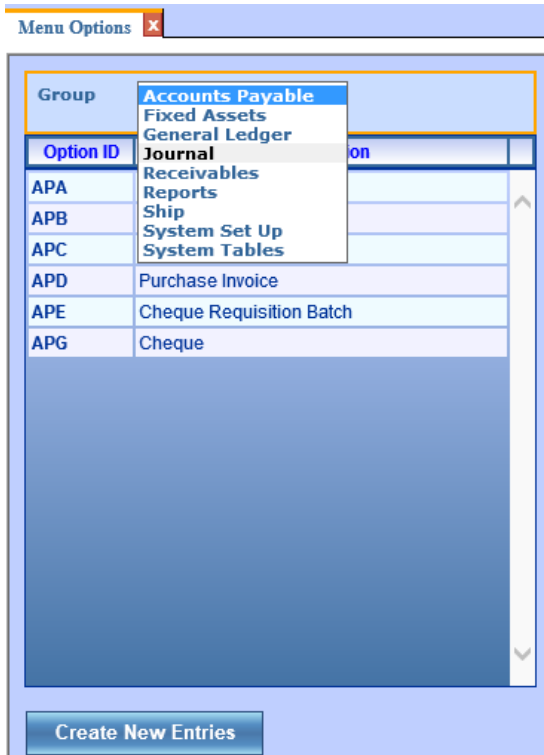 Menu Options x
Group
Accounts Payable
Fixed Assets
General Ledger
Journal
Receivables
Reports
Ship
System Set Up
System Tables
Option ID
APA
APB
APC
APD Purchase Invoice
APE Cheque Requisition Batch
APG Cheque
Create New Entries